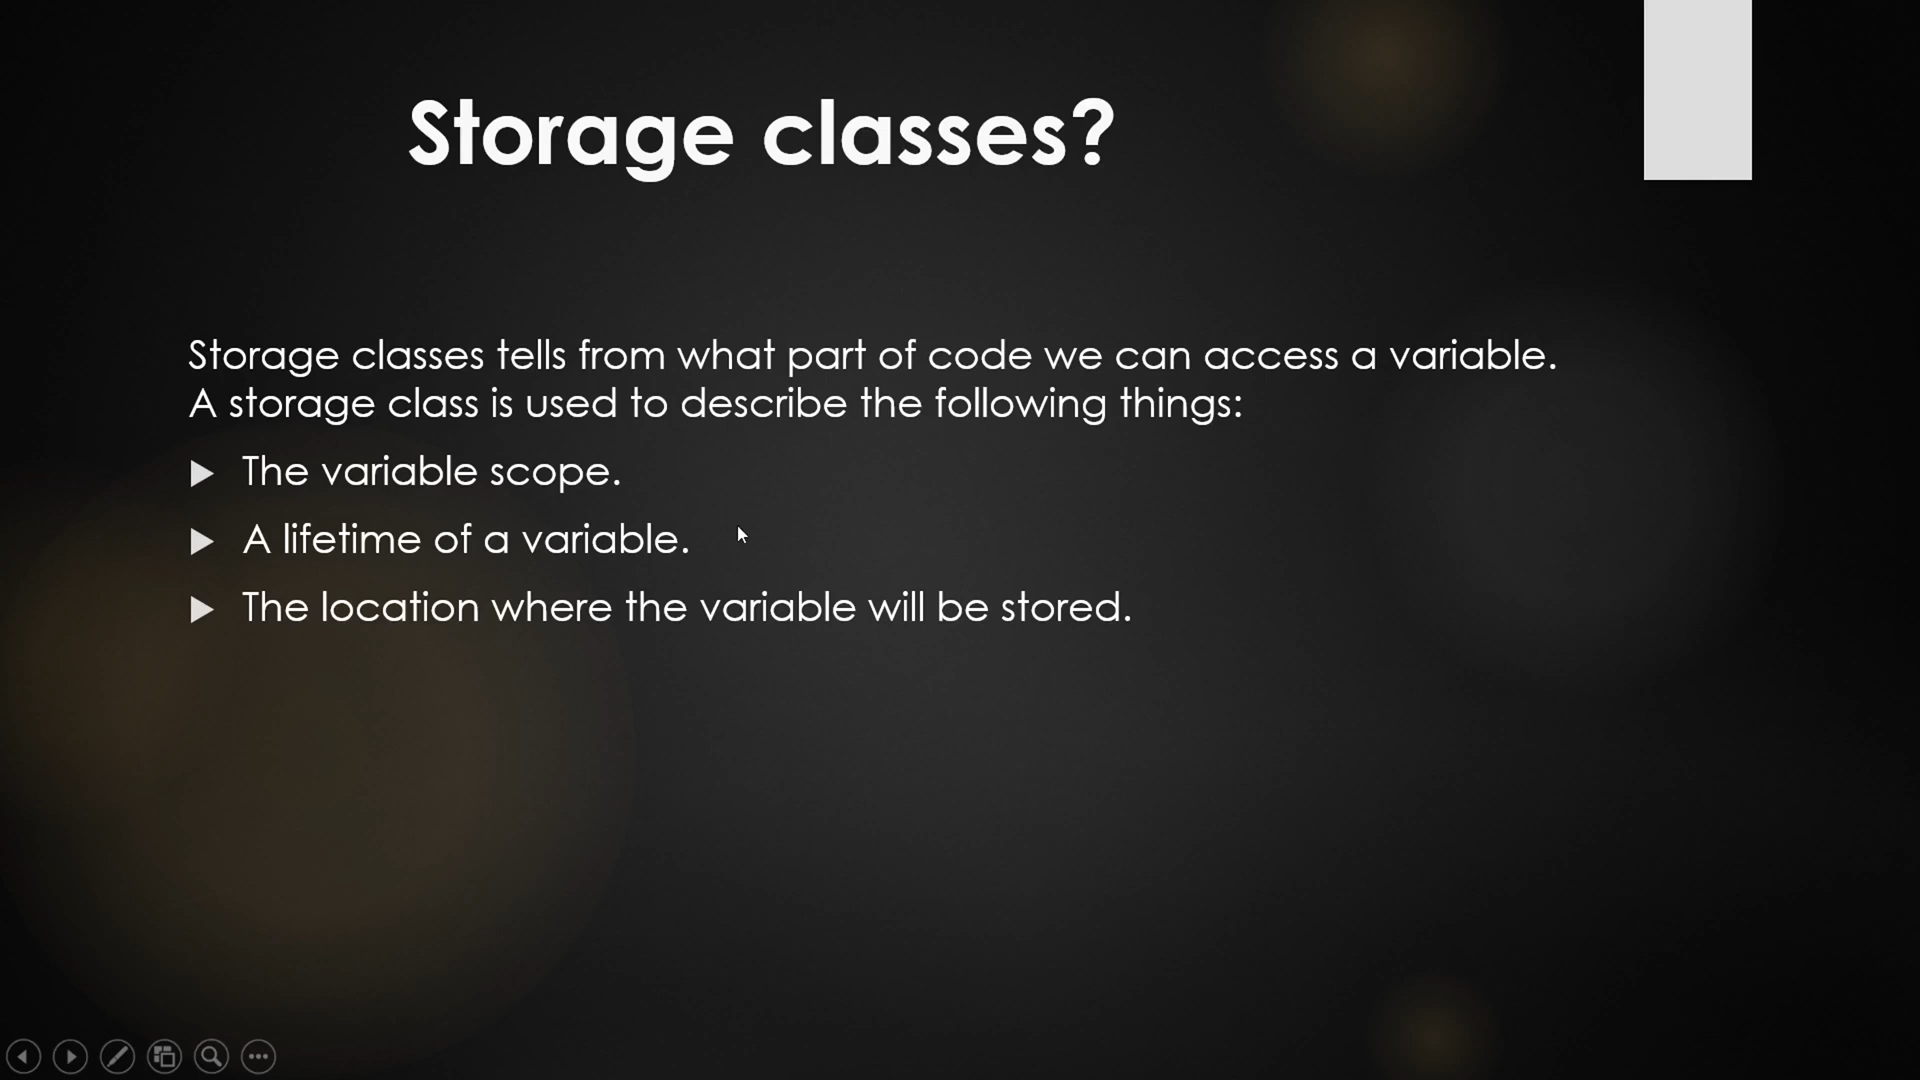 Storage classes?
Storage classes tells from what part of code we can access a variable.
A storage class is used to describe the following things:
The variable scope.
A lifetime of a variable.
The location where the variable will be stored.